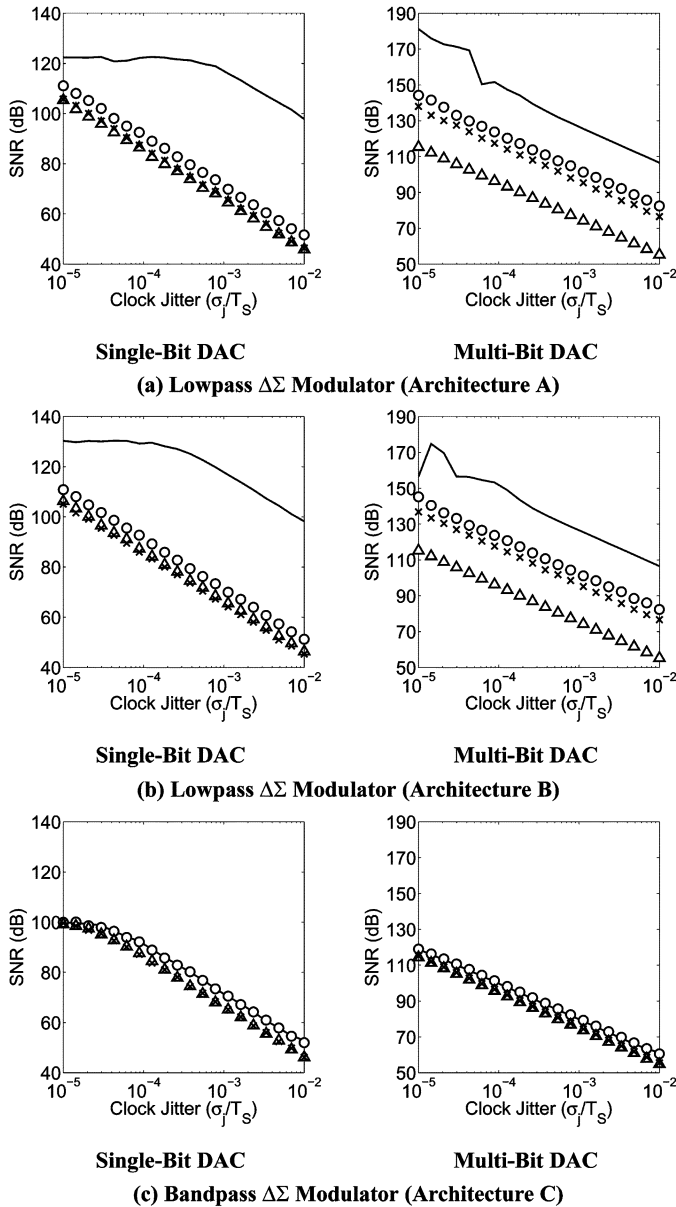 140
120
100
80
60
40
SNR (dB)
10⁻⁵ 10⁻⁴ 10⁻³ 10⁻²
Clock Jitter (σj/TS)
Single-Bit DAC
190
170
150
130
110
90
70
50
SNR (dB)
10⁻⁵ 10⁻⁴ 10⁻³ 10⁻²
Clock Jitter (σj/TS)
Multi-Bit DAC
(a) Lowpass ΔΣ Modulator (Architecture A)
140
120
100
80
60
40
SNR (dB)
10⁻⁵ 10⁻⁴ 10⁻³ 10⁻²
Clock Jitter (σj/TS)
Single-Bit DAC
190
170
150
130
110
90
70
50
SNR (dB)
10⁻⁵ 10⁻⁴ 10⁻³ 10⁻²
Clock Jitter (σj/TS)
Multi-Bit DAC
(b) Lowpass ΔΣ Modulator (Architecture B)
140
120
100
80
60
40
SNR (dB)
10⁻⁵ 10⁻⁴ 10⁻³ 10⁻²
Clock Jitter (σj/TS)
Single-Bit DAC
190
170
150
130
110
90
70
50
SNR (dB)
10⁻⁵ 10⁻⁴ 10⁻³ 10⁻²
Clock Jitter (σj/TS)
Multi-Bit DAC
(c) Bandpass ΔΣ Modulator (Architecture C)